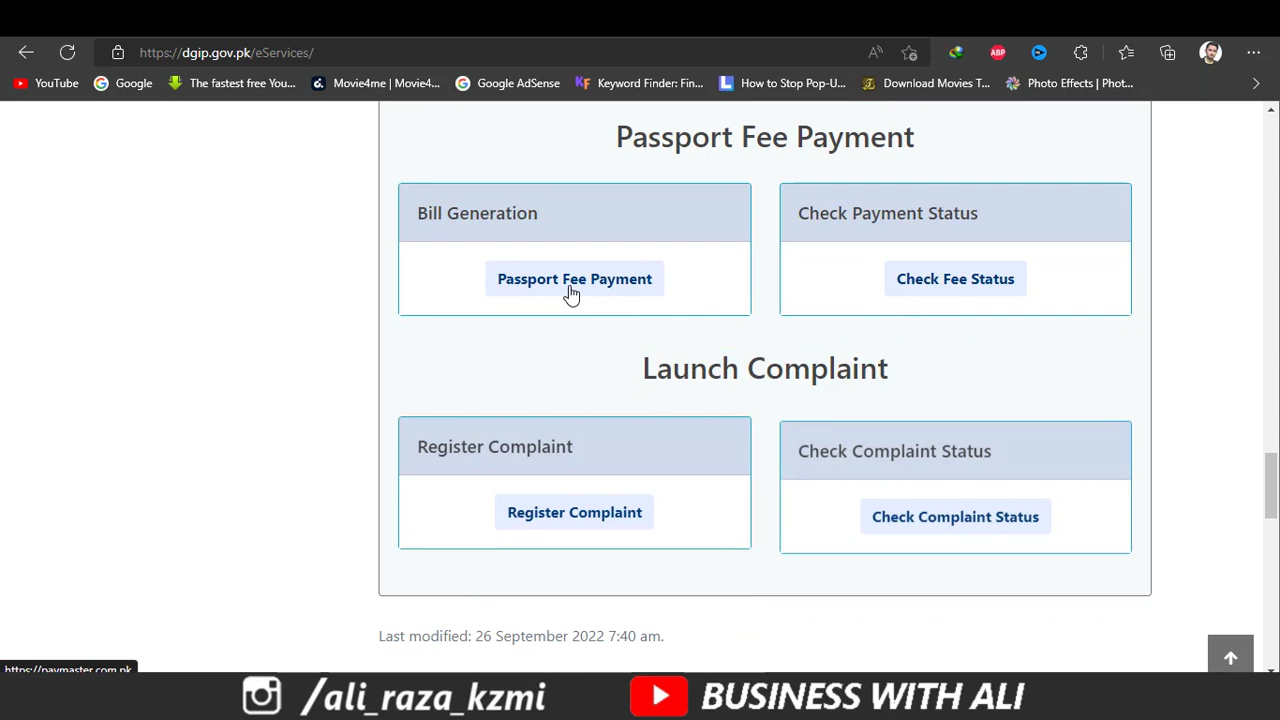 https://dgip.gov.pk/eServices/
YouTube
Google
The fastest free You...
Movie4me | Movie4...
Google AdSense
Keyword Finder: Fin...
How to Stop Pop-U...
Download Movies T...
Photo Effects | Phot...
ABP
Passport Fee Payment
Bill Generation
Check Payment Status
Passport Fee Payment
Check Fee Status
Launch Complaint
Register Complaint
Check Complaint Status
Register Complaint
Check Complaint Status
Last modified: 26 September 2022 7:40 am.
https://paymaster.com.pk
/ali_raza_kzmi
BUSINESS WITH ALI